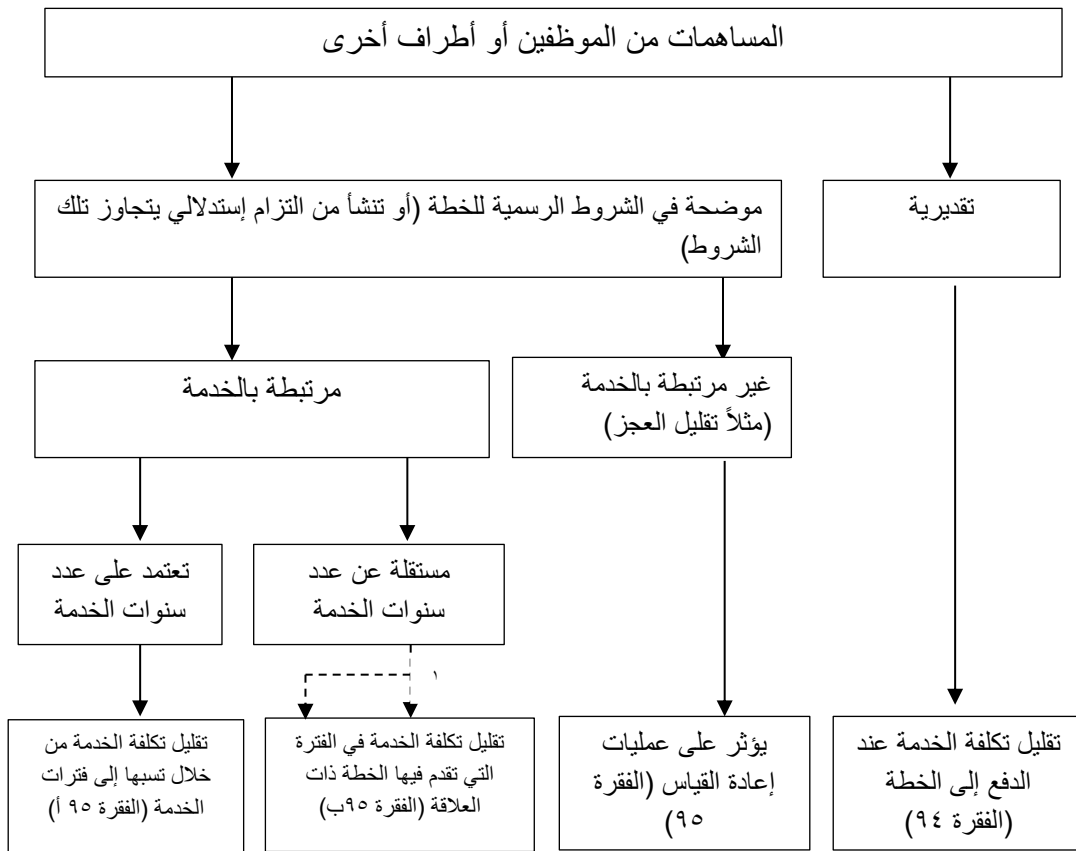 المساهمات من الموظفين أو أطراف أخرى
تقديرية
موضحة في الشروط الرسمية للخطة (أو تنشأ من التزام إستدلالي يتجاوز تلك
الشروط)
غير مرتبطة بالخدمة
(مثلاً تقليل العجز)
مرتبطة بالخدمة
مستقلة عن عدد
سنوات الخدمة
تعتمد على عدد
سنوات الخدمة
١
تقليل تكلفة الخدمة عند
الدفع إلى الخطة
(الفقرة ٩٤)
يؤثر على عمليات
إعادة القياس (الفقرة
٩٥)
تقليل تكلفة الخدمة في الفترة
التي تقدم فيها الخطة ذات
العلاقة (الفقرة ٩٥ب)
تقليل تكلفة الخدمة من
خلال تسبها إلى فترات
الخدمة (الفقرة ٩٥ أ)